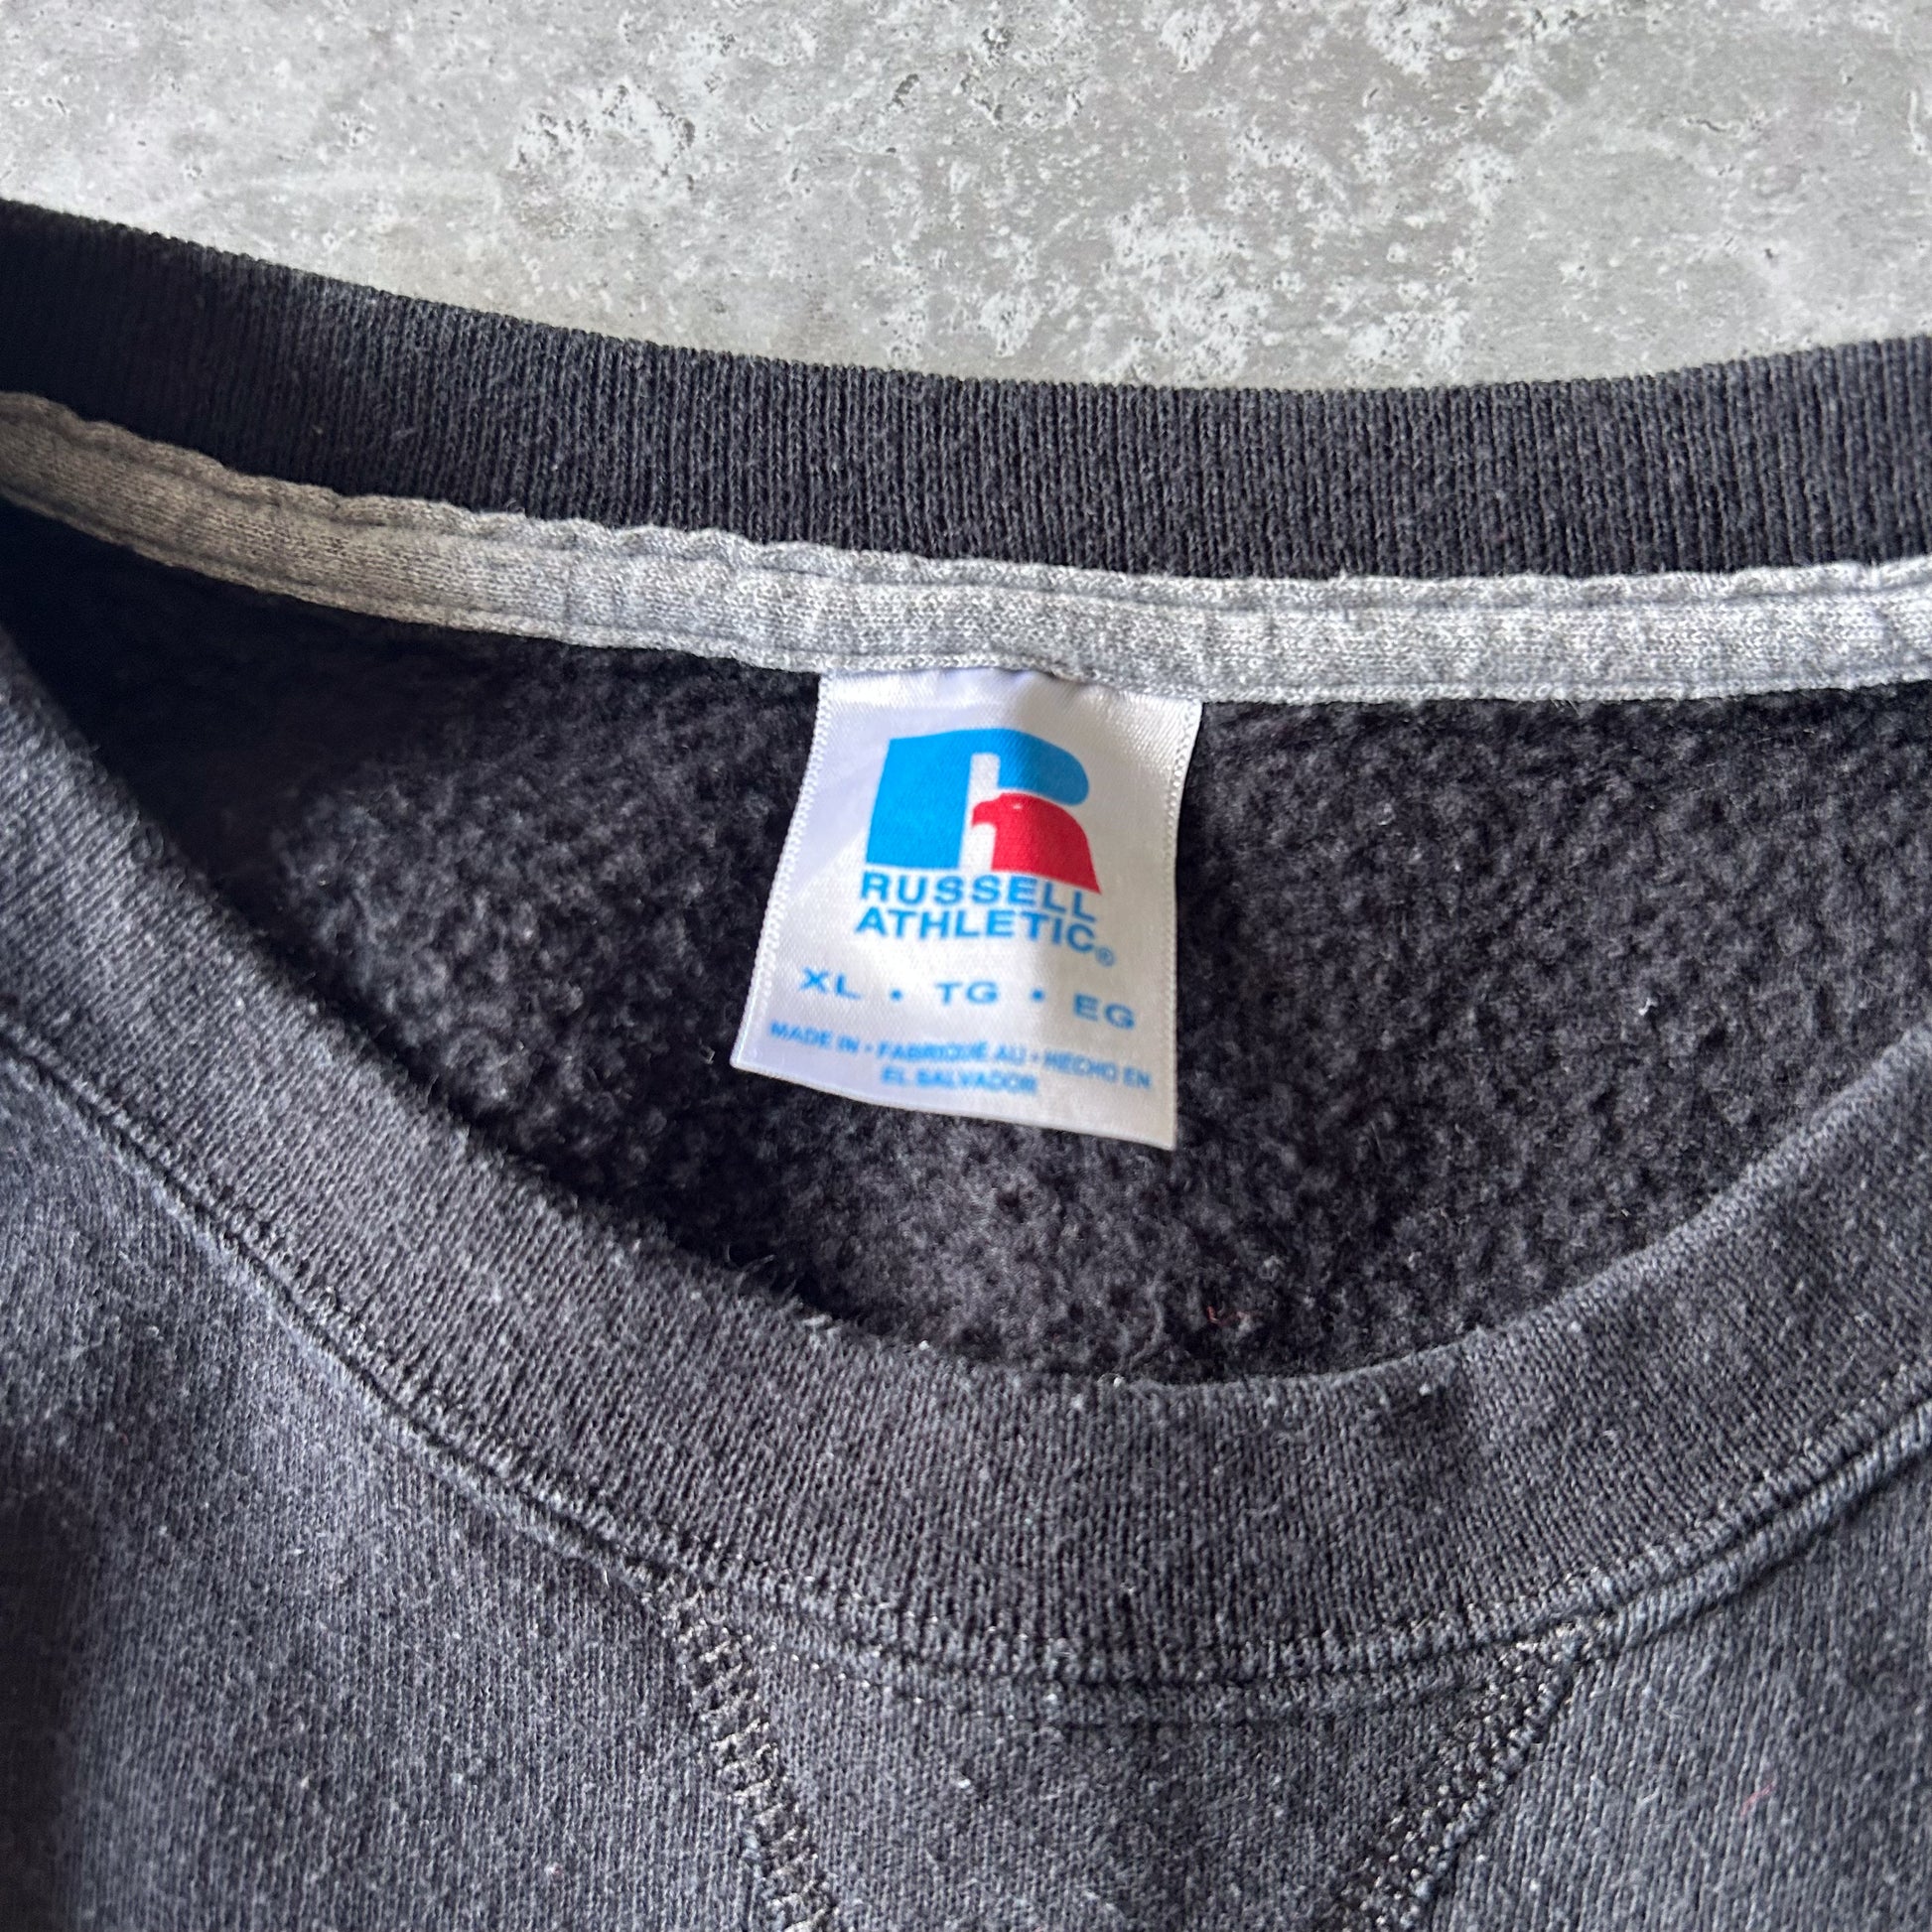 RUSSELL
ATHLETIC®
XL • TG • EG
MADE IN • FABRIQUÉ AU • HECHO EN
EL SALVADOR